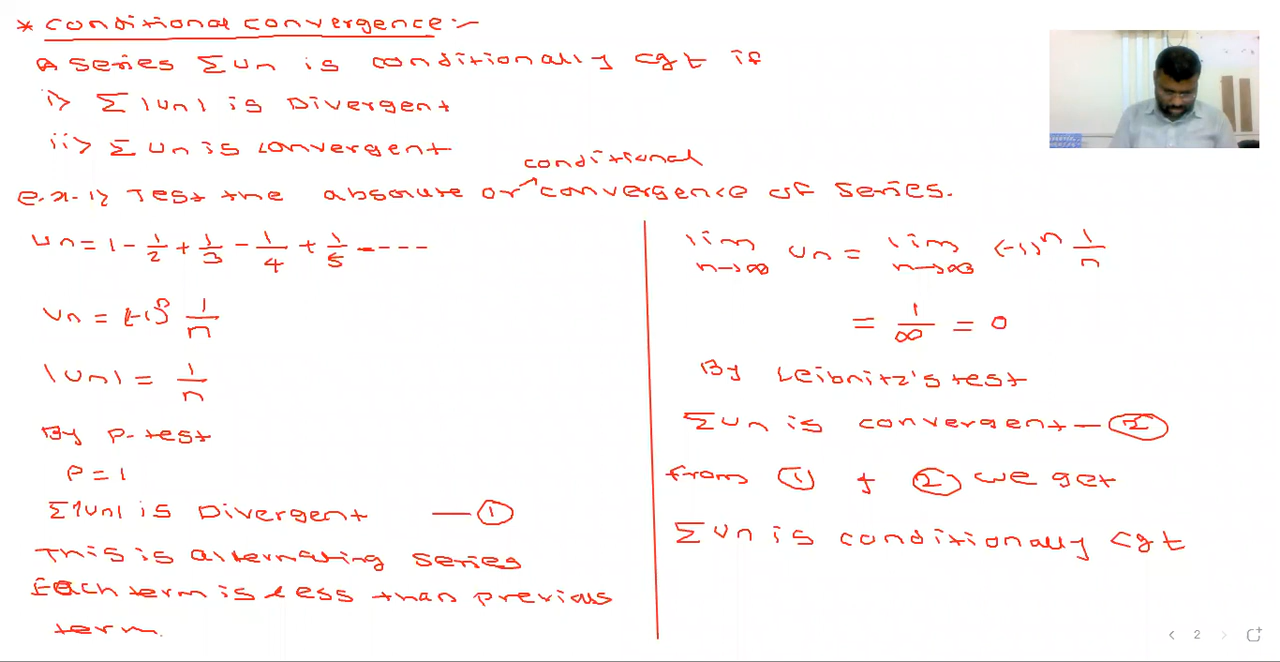 * Conditional convergence:-
A series Σun is conditionally cgt if
i> Σ|un| is Divergent
ii> Σun is convergent
conditional
e.x.1> Test the absolute or ^ convergence of series.
un = 1 - 1/2 + 1/3 - 1/4 + 1/5 ----
un = (-1)^n 1/n
|un| = 1/n
By P-test
P = 1
Σ|un| is Divergent — ①
This is alternating series
Each term is less than previous
term.
lim n→∞ un = lim n→∞ (-1)^n 1/n
= 1/∞ = 0
By Leibnitz's test
Σun is convergent — ②
from ① & ② we get
Σun is conditionally cgt
< 2 >